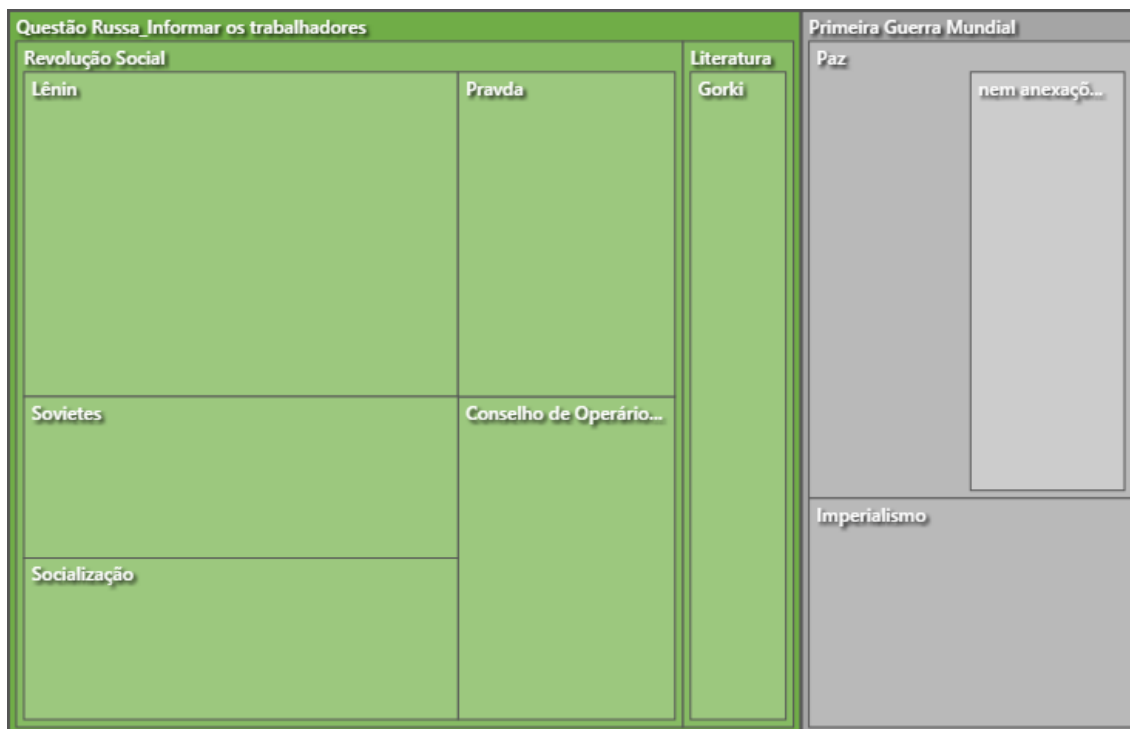 Questão Russa_Informar os trabalhadores
Revolução Social
Lênin
Pravda
Sovietes
Conselho de Operário...
Socialização
Literatura
Gorki
Primeira Guerra Mundial
Paz
nem anexaçõ...
Imperialismo